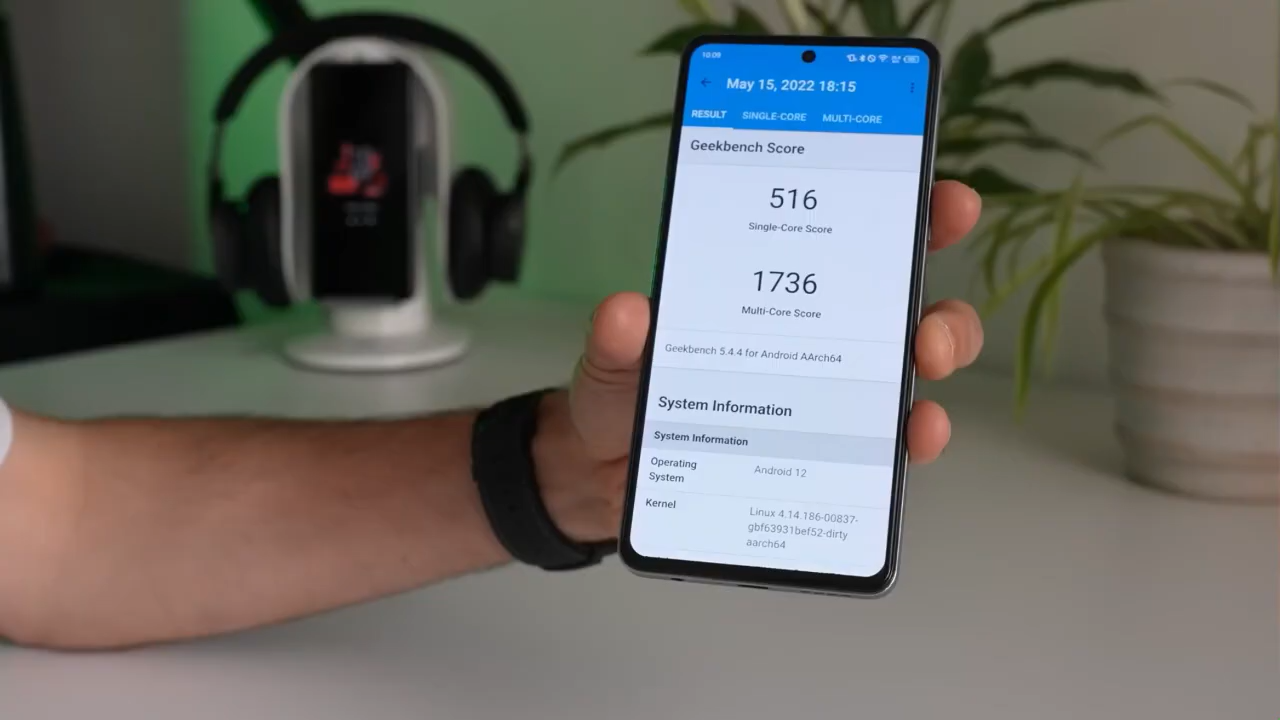 10:09
May 15, 2022 18:15
RESULT SINGLE-CORE MULTI-CORE
Geekbench Score
516
Single-Core Score
1736
Multi-Core Score
Geekbench 5.4.4 for Android AArch64
System Information
System Information
Operating System Android 12
Kernel Linux 4.14.186-00837-
gbf63931bef52-dirty
aarch64